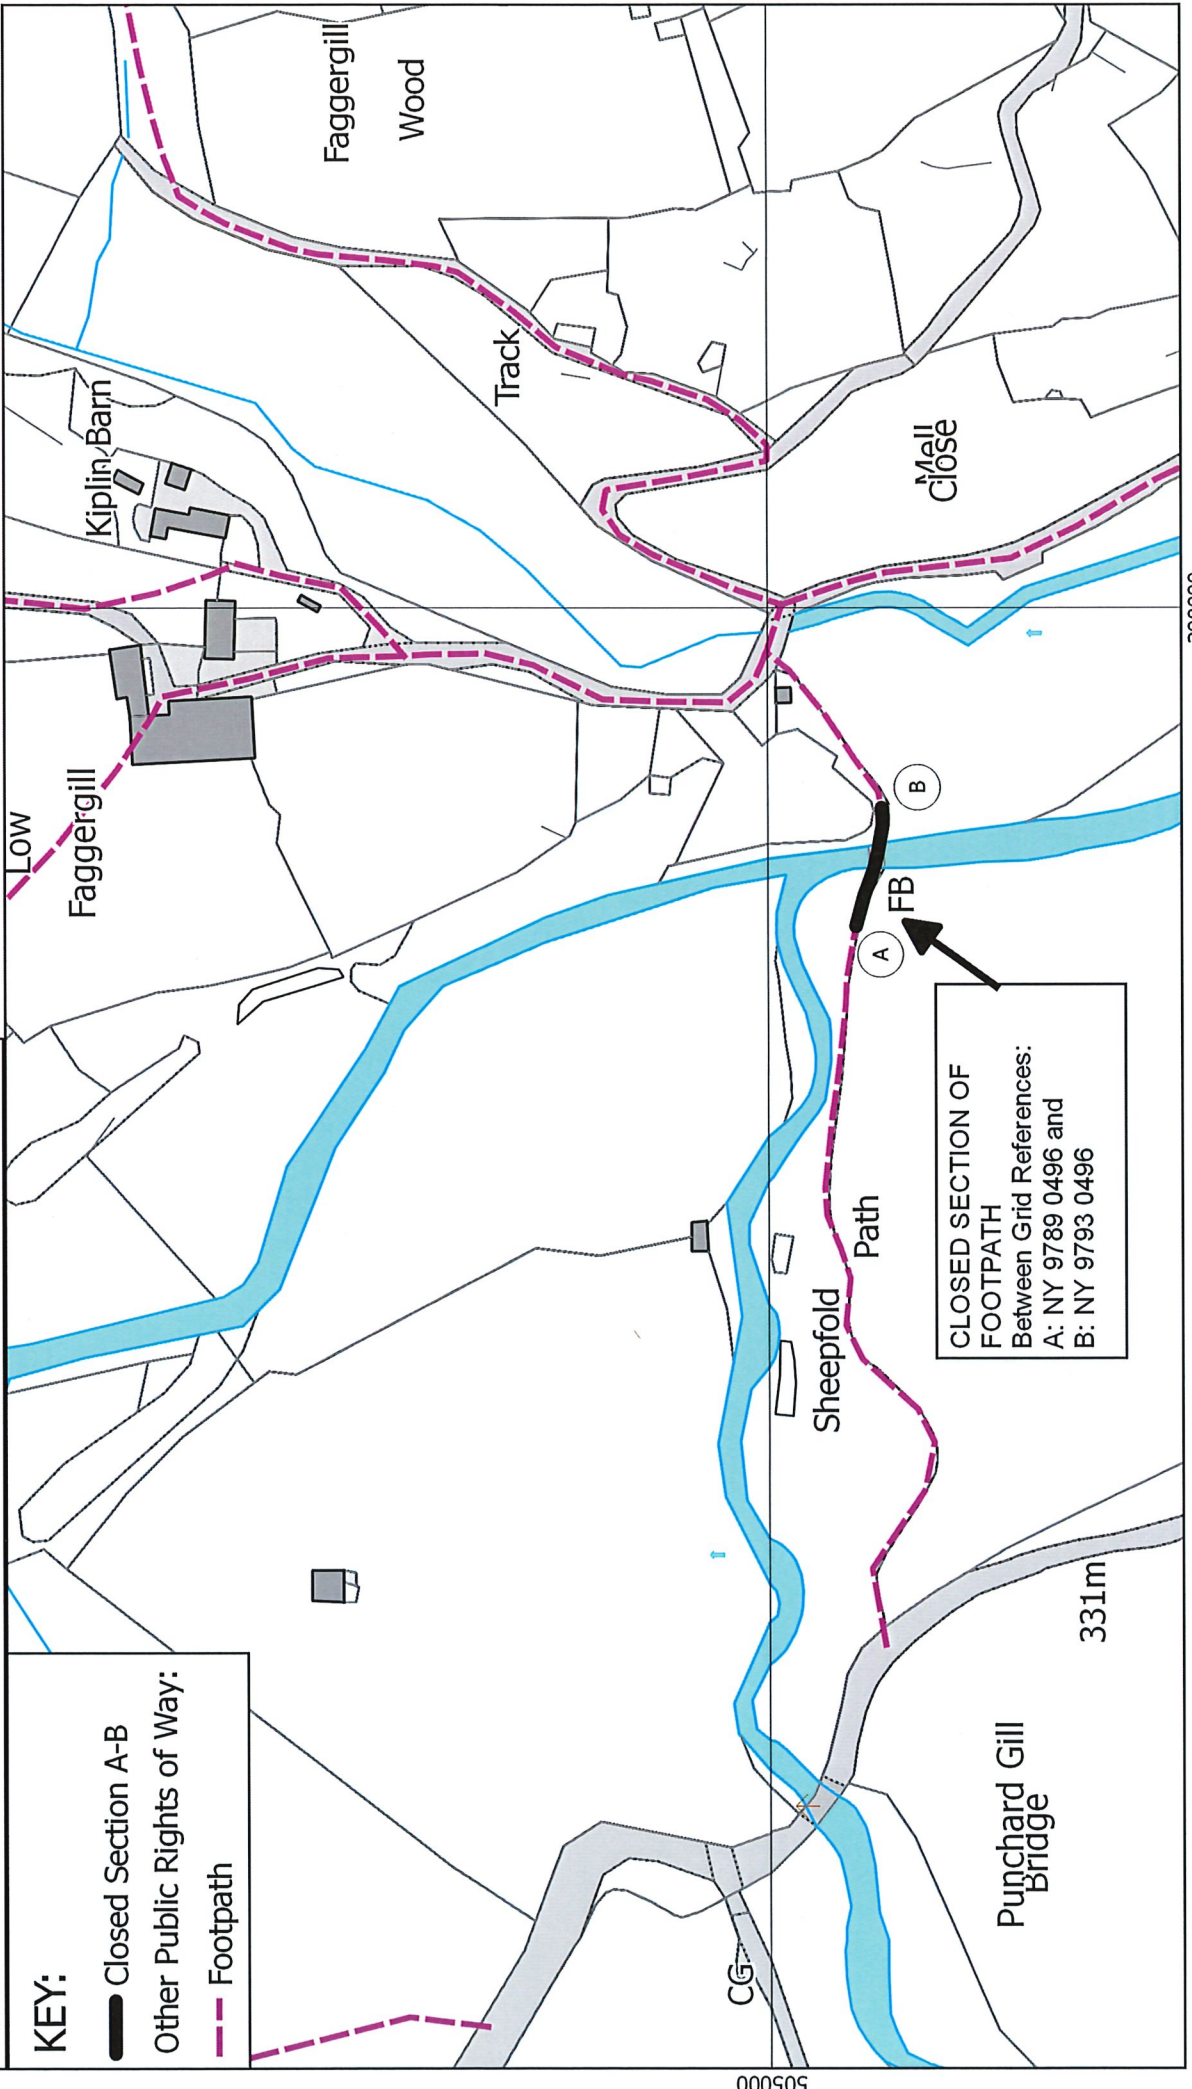 KEY:
Closed Section A-B
Other Public Rights of Way:
Footpath
Low
Faggergill
Kiplin Barn
Faggergill
Wood
Track
CG
505000
Sheepfold
Path
A
FB
B
Mell
Close
CLOSED SECTION OF
FOOTPATH
Between Grid References:
A: NY 9789 0496 and
B: NY 9793 0496
Punchard Gill
Bridge
331m